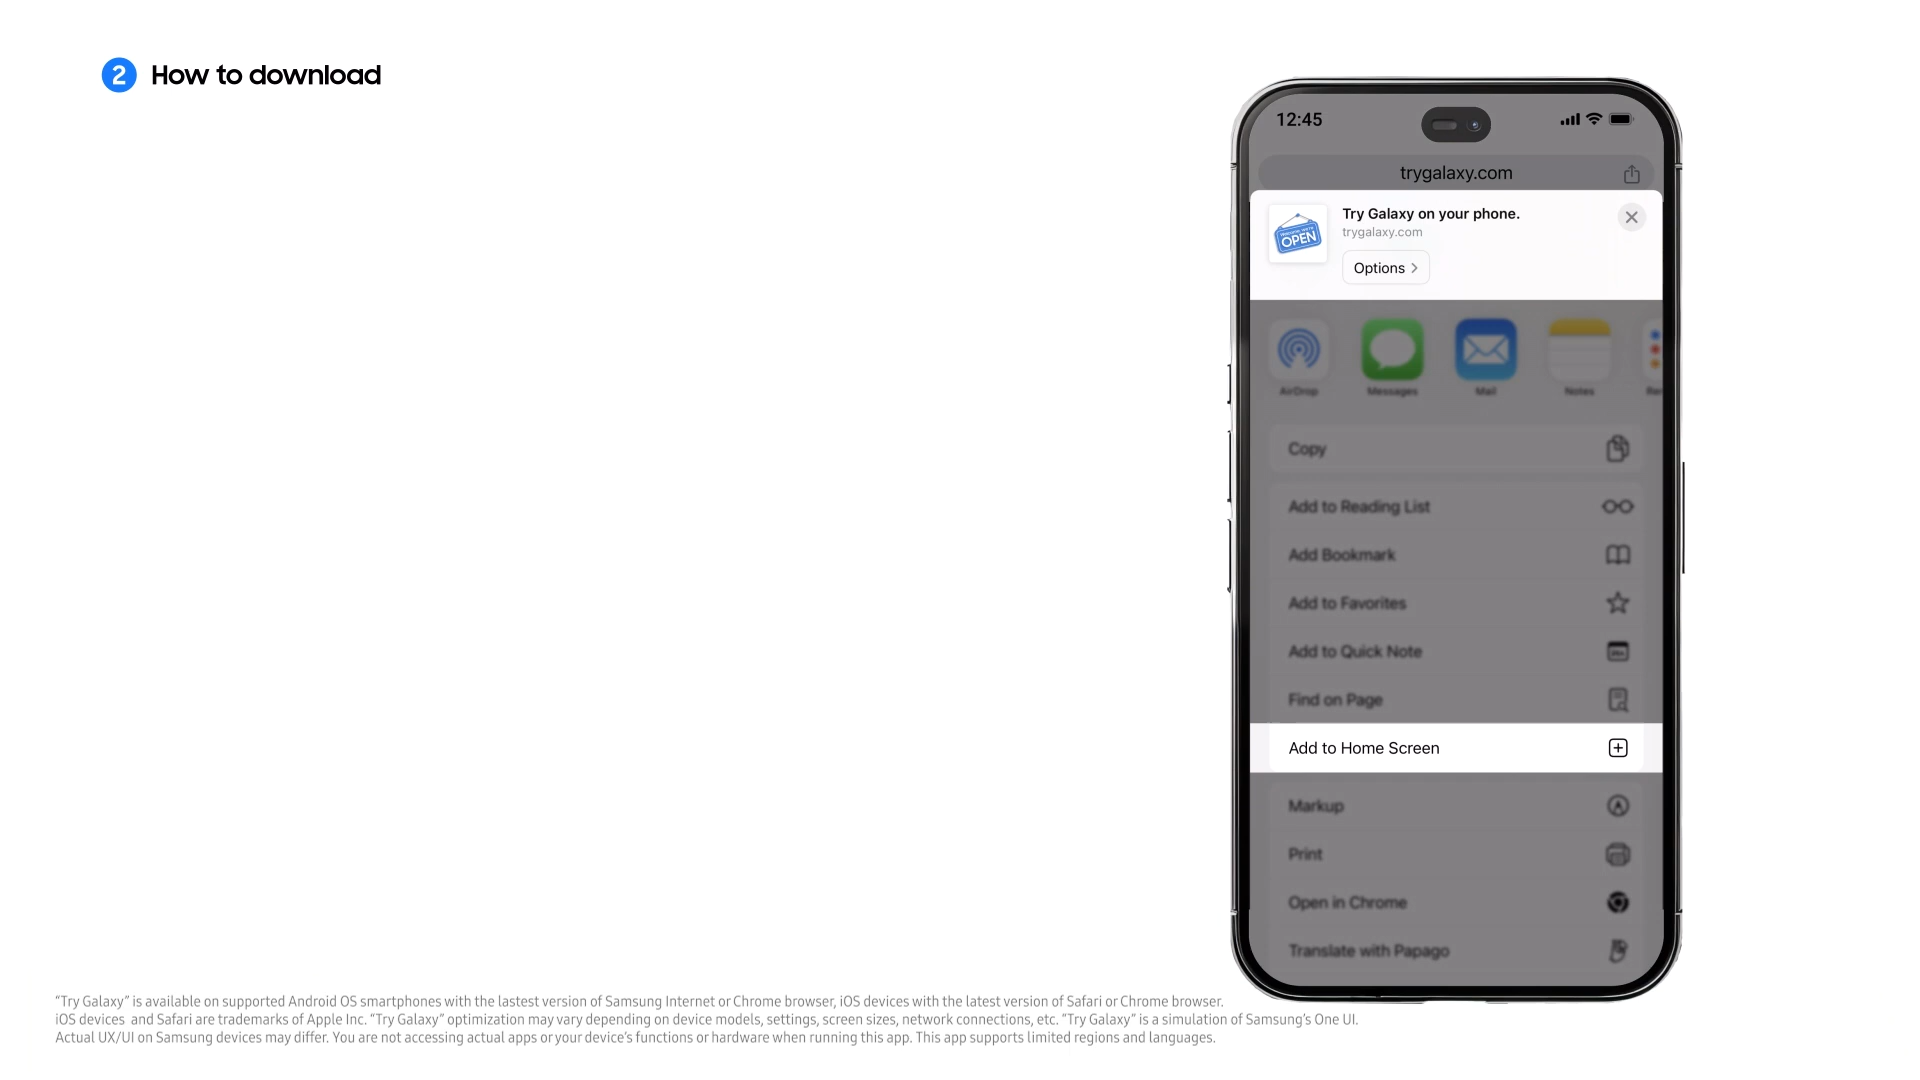 2 How to download
12:45
trygalaxy.com
Try Galaxy on your phone.
trygalaxy.com
OPEN
Options
AirDrop Messages Mail Notes
Copy
Add to Reading List
Add Bookmark
Add to Favorites
Add to Quick Note
Find on Page
Add to Home Screen
Markup
Print
Open in Chrome
Translate with Papago
“Try Galaxy” is available on supported Android OS smartphones with the lastest version of Samsung Internet or Chrome browser, iOS devices with the latest version of Safari or Chrome browser.
iOS devices and Safari are trademarks of Apple Inc. “Try Galaxy” optimization may vary depending on device models, settings, screen sizes, network connections, etc. “Try Galaxy” is a simulation of Samsung’s One UI.
Actual UX/UI on Samsung devices may differ. You are not accessing actual apps or your device’s functions or hardware when running this app. This app supports limited regions and languages.